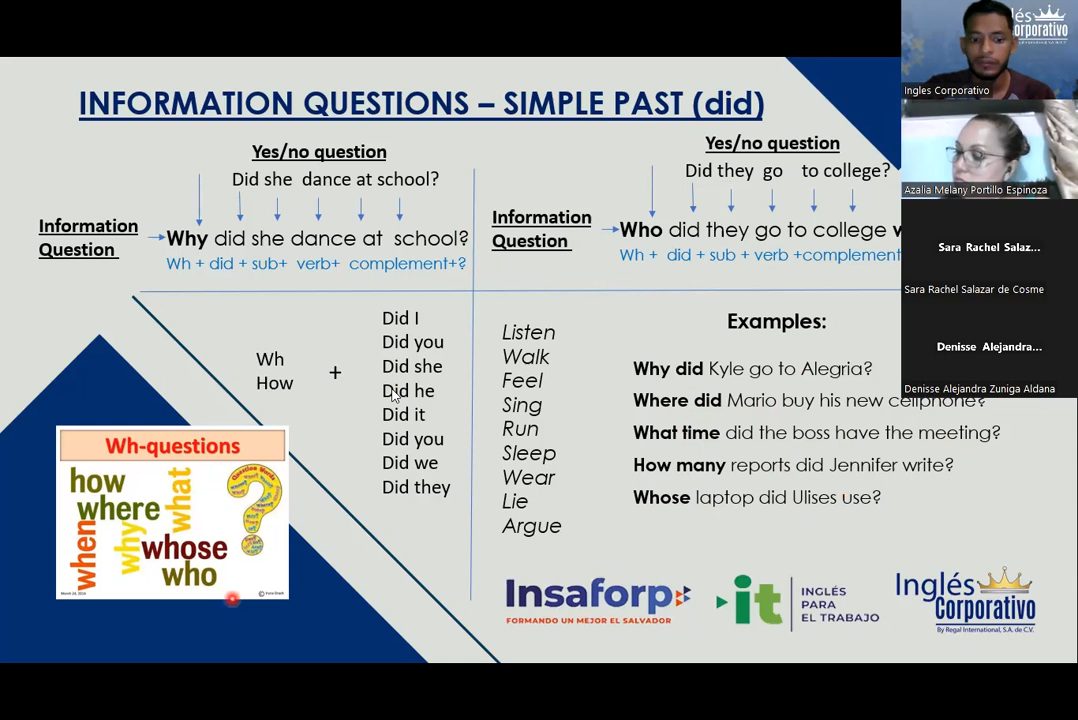 INFORMATION QUESTIONS – SIMPLE PAST (did)
Yes/no question
Did she dance at school?
Information
Question
Why did she dance at school?
Wh + did + sub+ verb+ complement+?
Yes/no question
Did they go to college?
Information
Question
Who did they go to college
Wh + did + sub + verb +complement
Wh
How
+
Did I
Did you
Did she
Did he
Did it
Did you
Did we
Did they
Listen
Walk
Feel
Sing
Run
Sleep
Wear
Lie
Argue
Examples:
Why did Kyle go to Alegria?
Where did Mario buy his new cellphone?
What time did the boss have the meeting?
How many reports did Jennifer write?
Whose laptop did Ulises use?
Wh-questions
how
where
what
when
why
whose
who
Insaforp
FORMANDO UN MEJOR EL SALVADOR
it
INGLÉS
PARA
EL TRABAJO
Inglés
Corporativo
By Regal International, S.A. de C.V.
Ingles Corporativo
Azalia Melany Portillo Espinoza
Sara Rachel Salaz...
Sara Rachel Salazar de Cosme
Denisse Alejandra...
Denisse Alejandra Zuniga Aldana